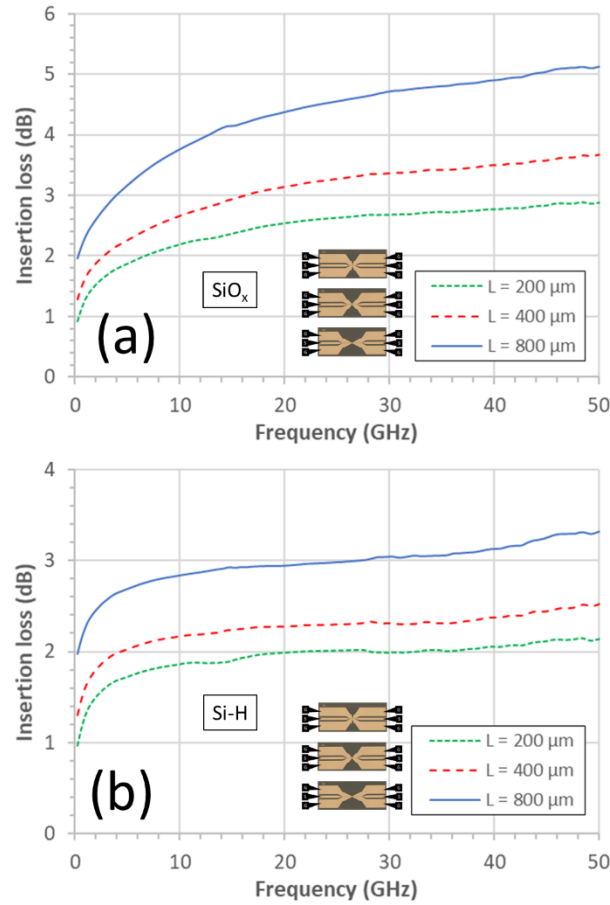 6
5
4
3
2
1
0
Insertion loss (dB)
SiOₓ
(a)
L = 200 µm
L = 400 µm
L = 800 µm
0 10 20 30 40 50
Frequency (GHz)
4
3
2
1
0
Insertion loss (dB)
Si-H
(b)
L = 200 µm
L = 400 µm
L = 800 µm
0 10 20 30 40 50
Frequency (GHz)